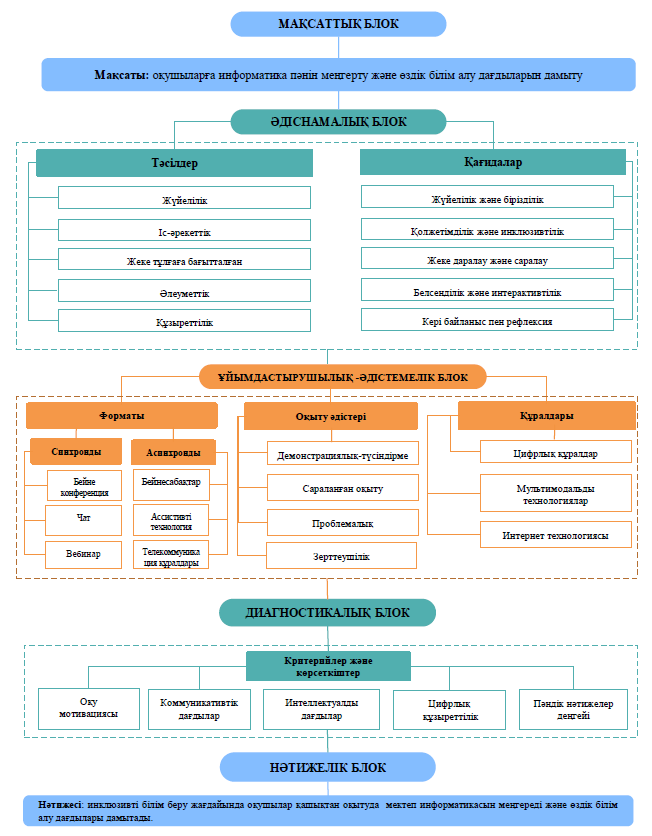 МАҚСАТТЫҚ БЛОК
Мақсаты: оқушыларға информатика пәнін меңгерту және өздік білім алу дағдыларын дамыту
ӘДІСНАМАЛЫҚ БЛОК
Тәсілдер
Жүйелілік
Іс-әрекеттік
Жеке тұлғаға бағытталған
Әлеуметтік
Құзыреттілік
Қағидалар
Жүйелілік және бірізділік
Қолжетімділік және инклюзивтілік
Жеке даралау және саралау
Белсенділік және интерактивтілік
Кері байланыс пен рефлексия
ҰЙЫМДАСТЫРУШЫЛЫҚ -ӘДІСТЕМЕЛІК БЛОК
Форматы
Синхронды
Бейне
конференция
Чат
Вебинар
Асинхронды
Бейнесабақтар
Ассистивті
технология
Телекоммуника
ция құралдары
Оқыту әдістері
Демонстрациялық-түсіндірме
Сараланған оқыту
Проблемалық
Зерттеушілік
Құралдары
Цифрлық құралдар
Мультимодальды
технологиялар
Интернет технологиясы
ДИАГНОСТИКАЛЫҚ БЛОК
Критерийлер және
көрсеткіштер
Оқу
мотивациясы
Коммуникативтік
дағдылар
Интеллектуалды
дағдылар
Цифрлық
құзыреттілік
Пәндік нәтижелер
деңгейі
НӘТИЖЕЛІК БЛОК
Нәтижесі: инклюзивті білім беру жағдайында оқушылар қашықтан оқытуда мектеп информатикасын меңгереді және өздік білім
алу дағдылары дамытады.